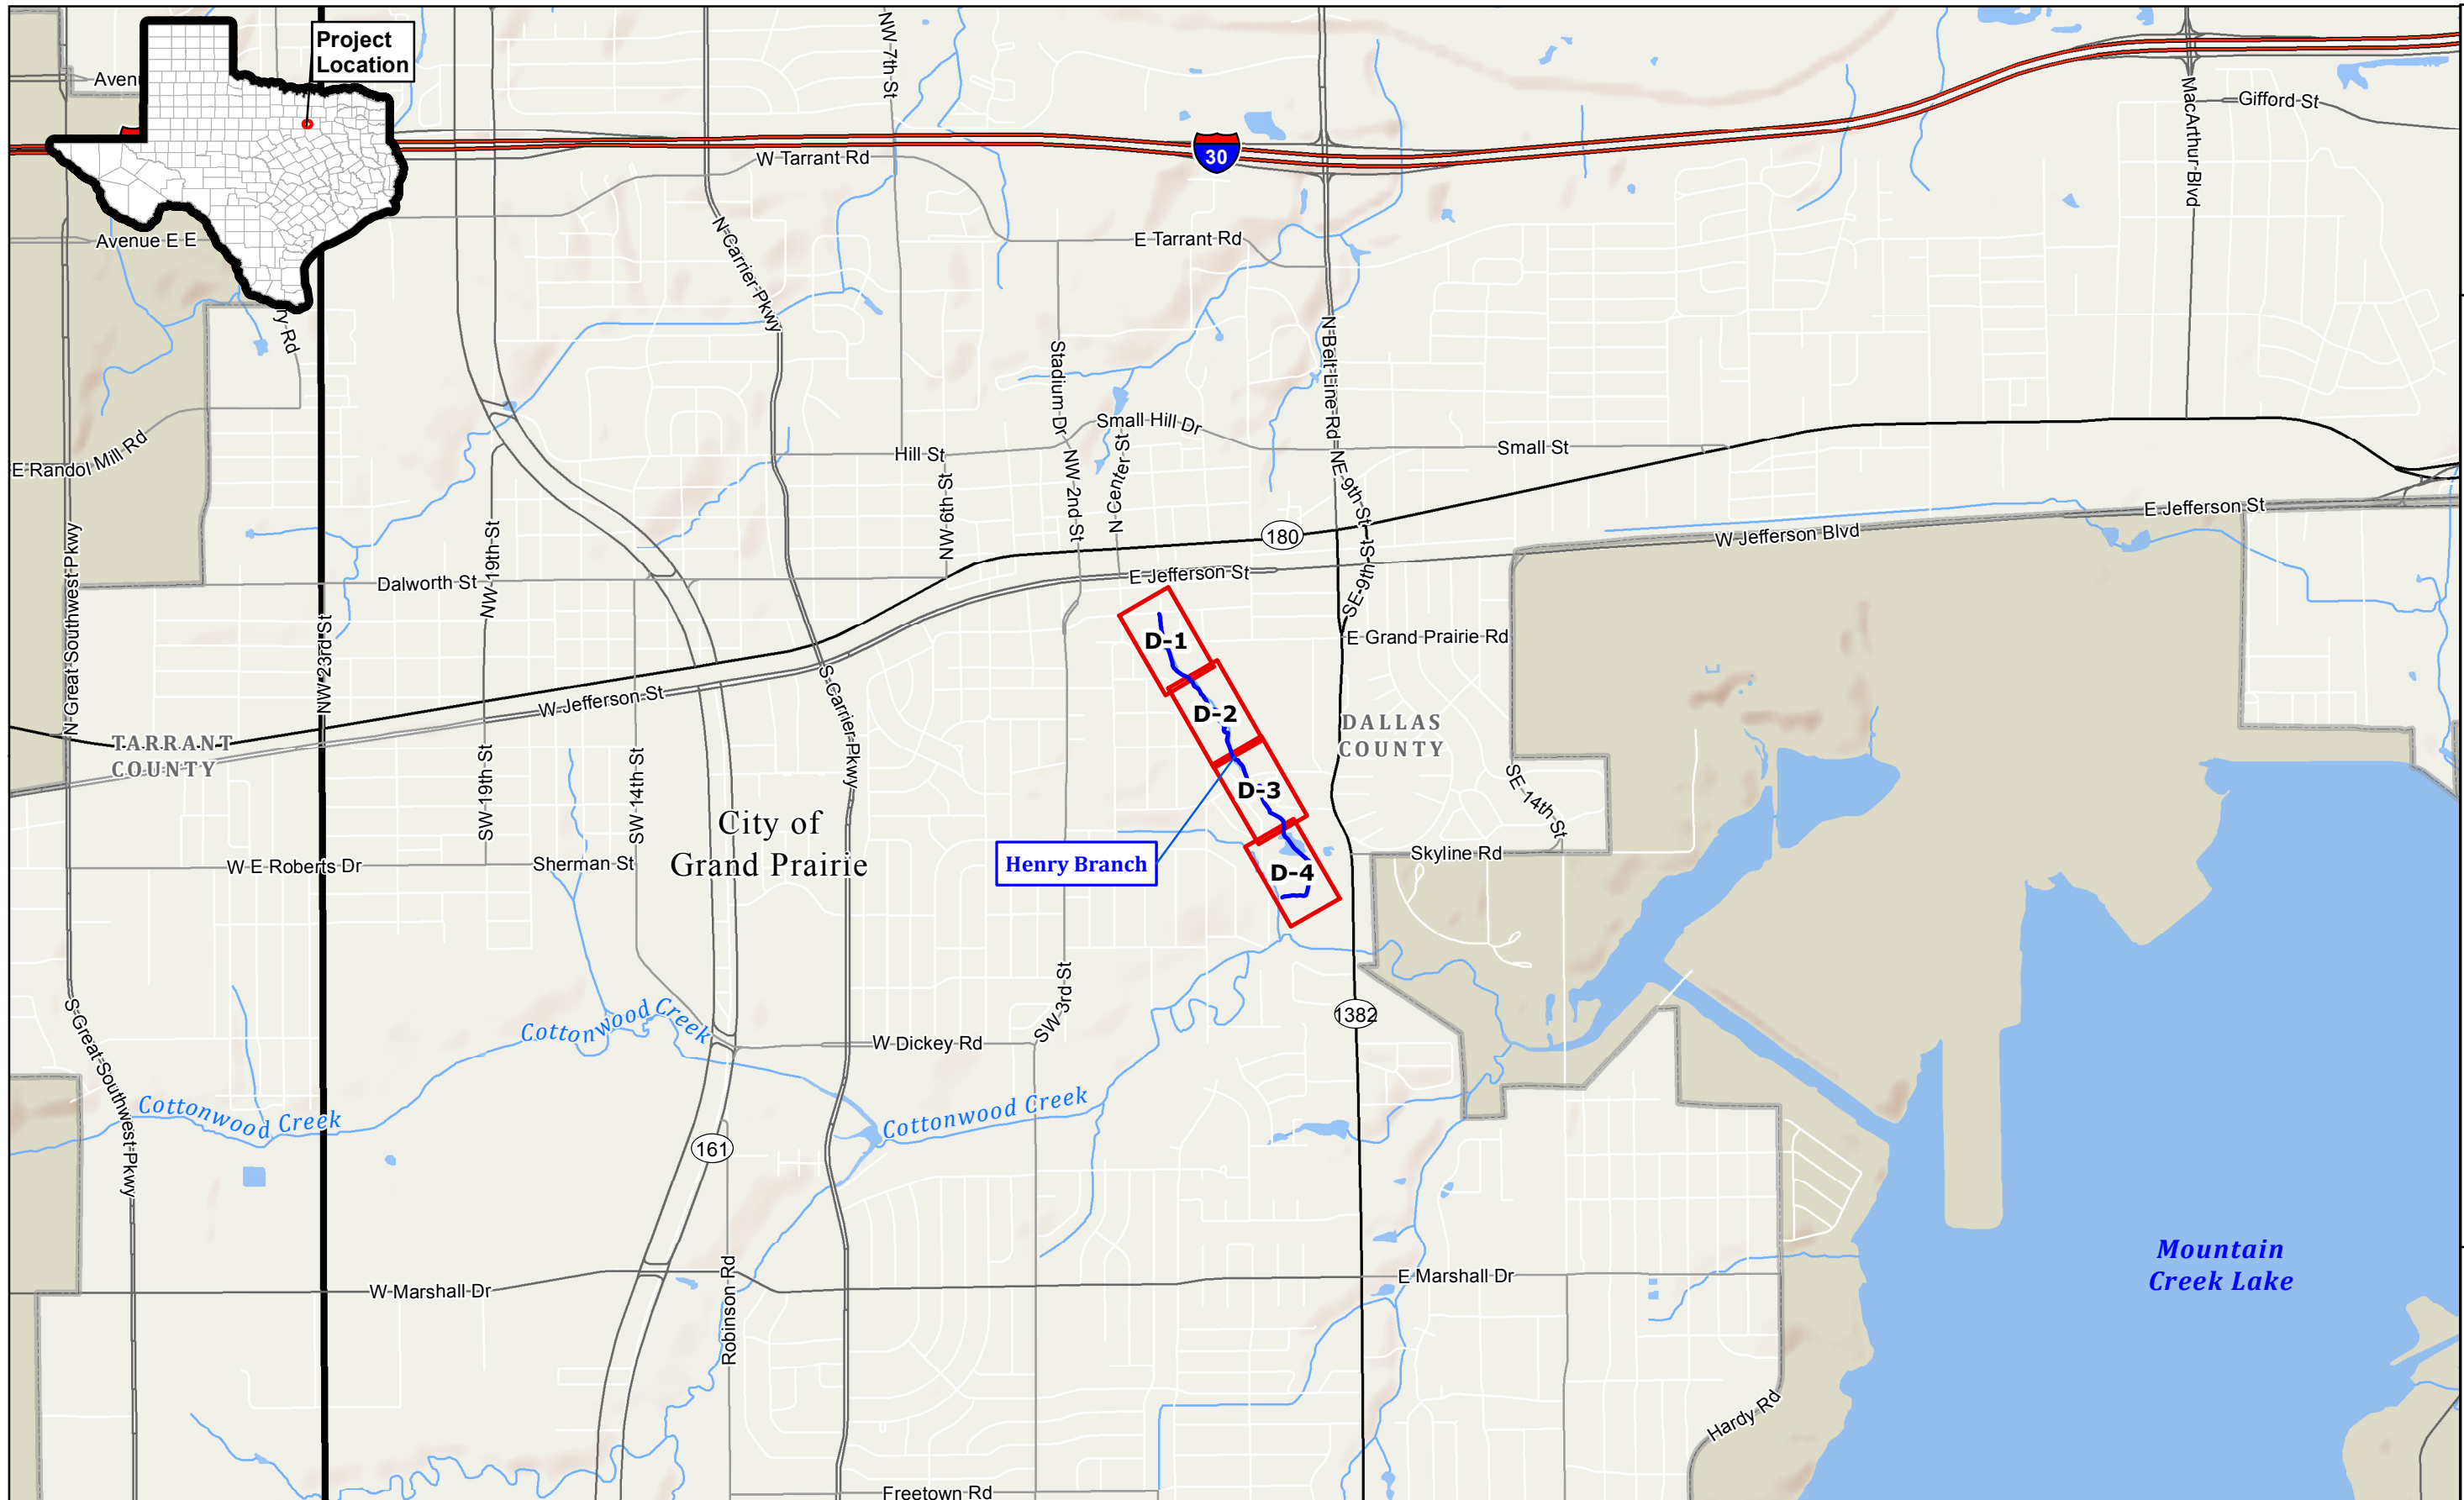 Project
Location
NW 7th St
MacArthur Blvd
Gifford St
30
W Tarrant Rd
N Carrier Pkwy
Avenue E E
E Tarrant Rd
ry Rd
N Belt Line Rd
Stadium Dr
Small Hill Dr
E Randol Mill Rd
Hill St
Small St
NW 2nd St
N Center St
NE 9th St
NW 6th St
N Great Southwest Pkwy
NW 19th St
180
E Jefferson St
W Jefferson Blvd
Dalworth St
E Jefferson St
SE 9th St
NW 23rd St
D-1
E Grand Prairie Rd
S Carrier Pkwy
W Jefferson St
D-2
DALLAS
COUNTY
TARRANT
COUNTY
SW 19th St
SW 14th St
D-3
SE 14th St
City of
Grand Prairie
W E Roberts Dr
Sherman St
Henry Branch
D-4
Skyline Rd
SW 3rd St
S Great Southwest Pkwy
Cottonwood Creek
1382
W Dickey Rd
Cottonwood Creek
Cottonwood Creek
161
Mountain
Creek Lake
Robinson Rd
W Marshall Dr
E Marshall Dr
Hardy Rd
Freetown Rd